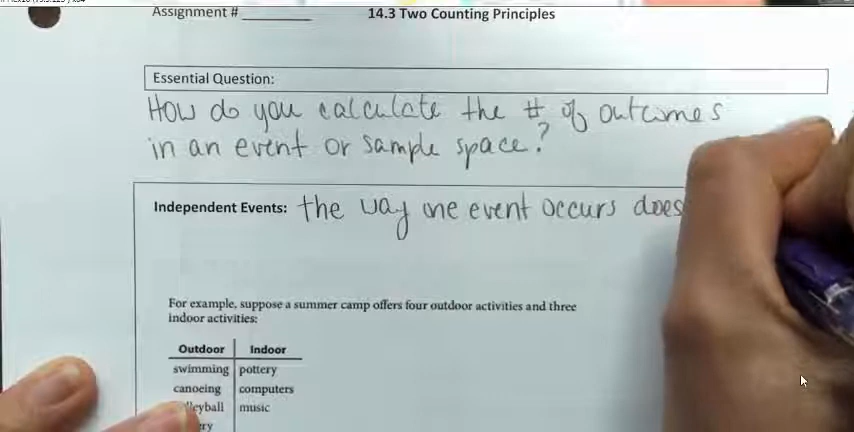 Assignment # 14.3 Two Counting Principles
Essential Question:
How do you calculate the # of outcomes
in an event or sample space?
Independent Events: the way one event occurs does
For example, suppose a summer camp offers four outdoor activities and three
indoor activities:
Outdoor Indoor
swimming pottery
canoeing computers
music